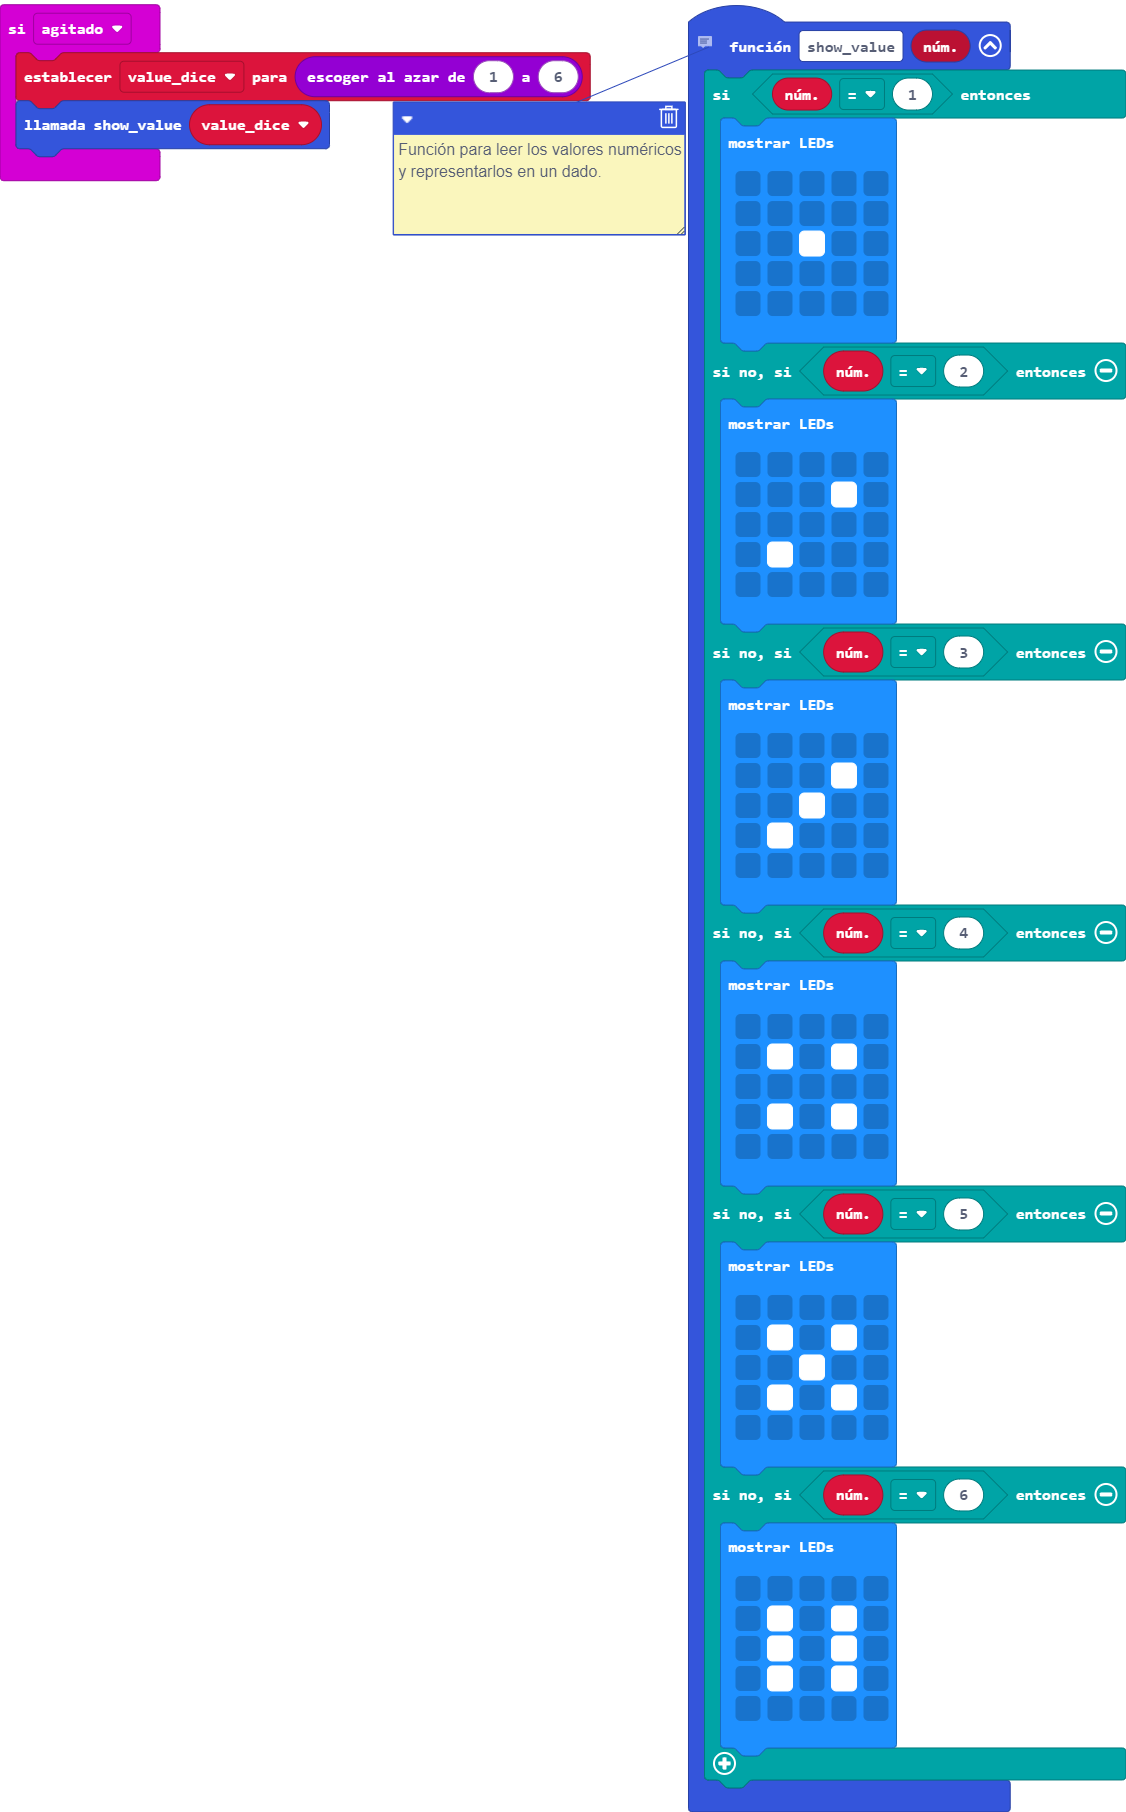 si agitado
establecer value_dice para escoger al azar de 1 a 6
llamada show_value value_dice
Función para leer los valores numéricos
y representarlos en un dado.
función show_value núm.
si núm. = 1 entonces
mostrar LEDs
si no, si núm. = 2 entonces
mostrar LEDs
si no, si núm. = 3 entonces
mostrar LEDs
si no, si núm. = 4 entonces
mostrar LEDs
si no, si núm. = 5 entonces
mostrar LEDs
si no, si núm. = 6 entonces
mostrar LEDs